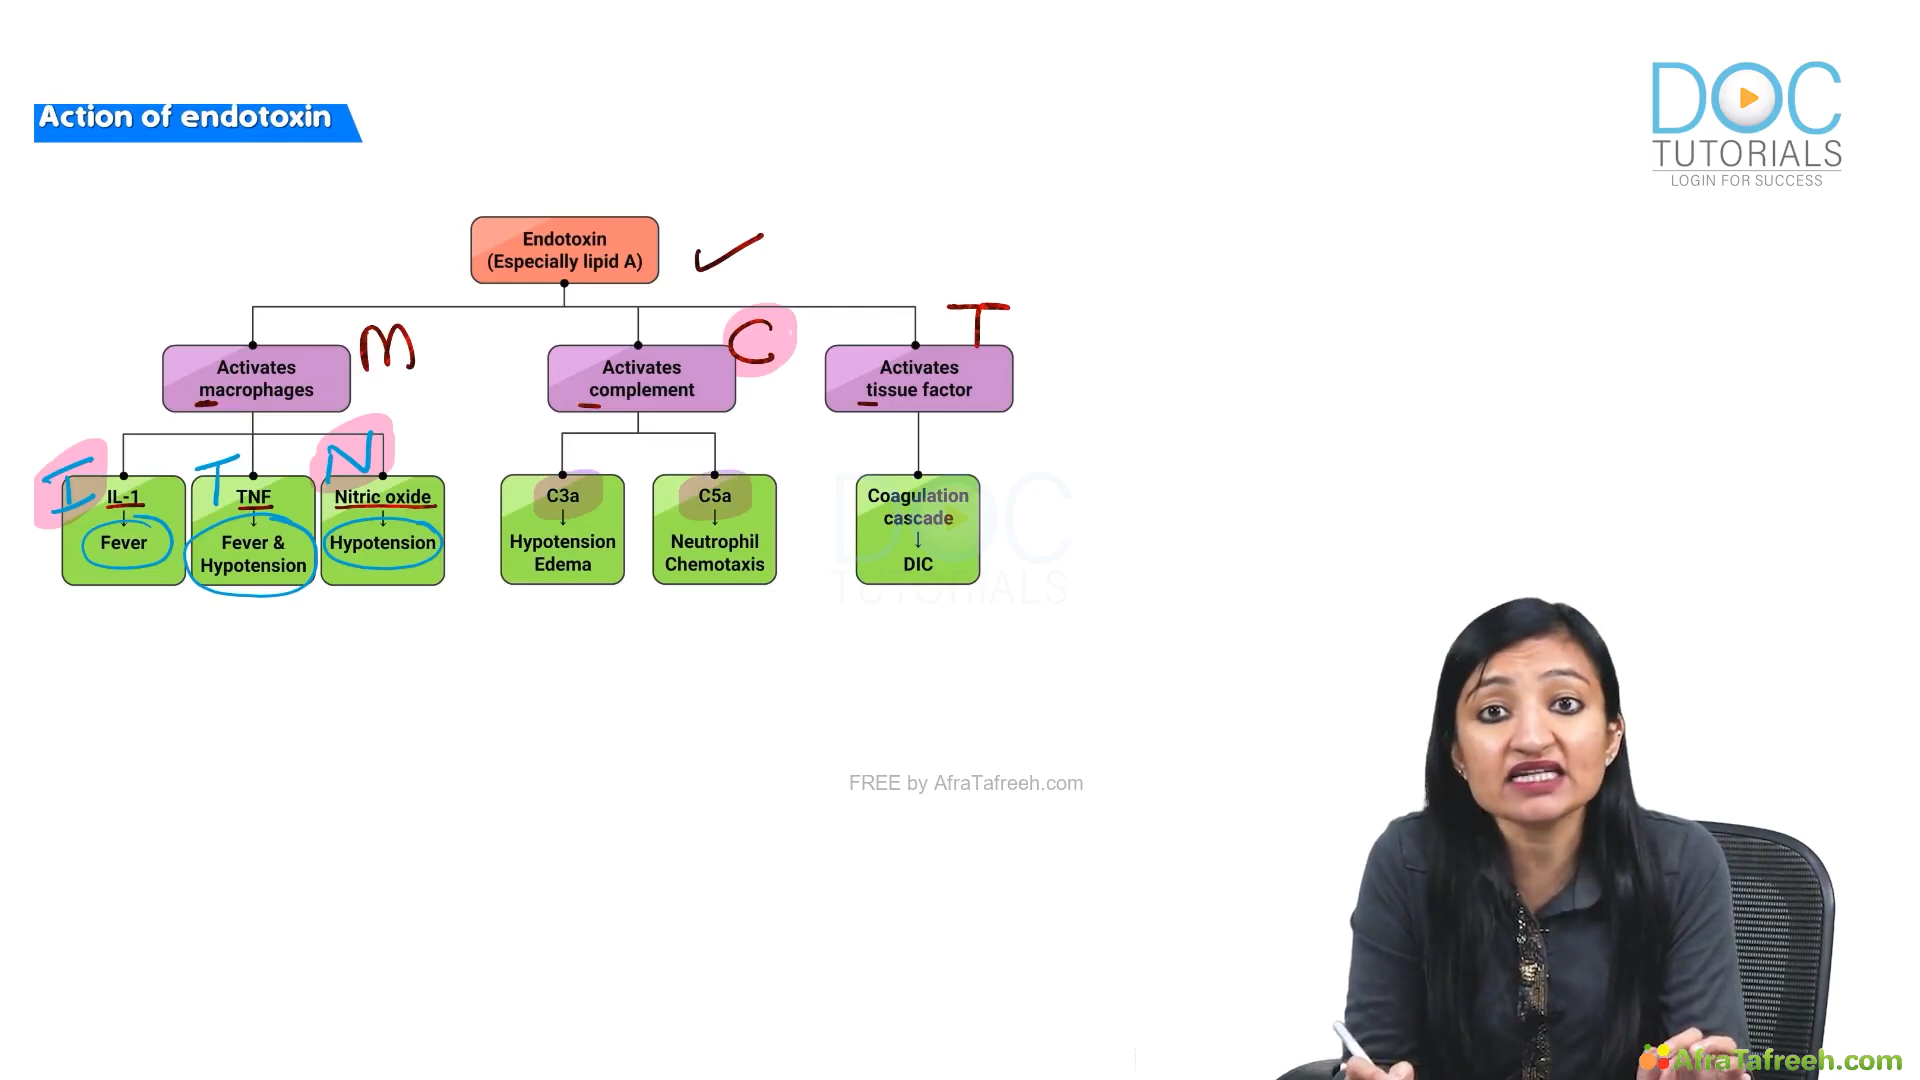 Action of endotoxin
DOC
TUTORIALS
LOGIN FOR SUCCESS
Endotoxin
(Especially lipid A)
M
C
T
Activates
macrophages
Activates
complement
Activates
tissue factor
I
T
N
IL-1
↓
Fever
TNF
↓
Fever &
Hypotension
Nitric oxide
↓
Hypotension
C3a
↓
Hypotension
Edema
C5a
↓
Neutrophil
Chemotaxis
Coagulation
cascade
↓
DIC
DOC
TUTORIALS
FREE by AfraTafreeh.com
AfraTafreeh.com